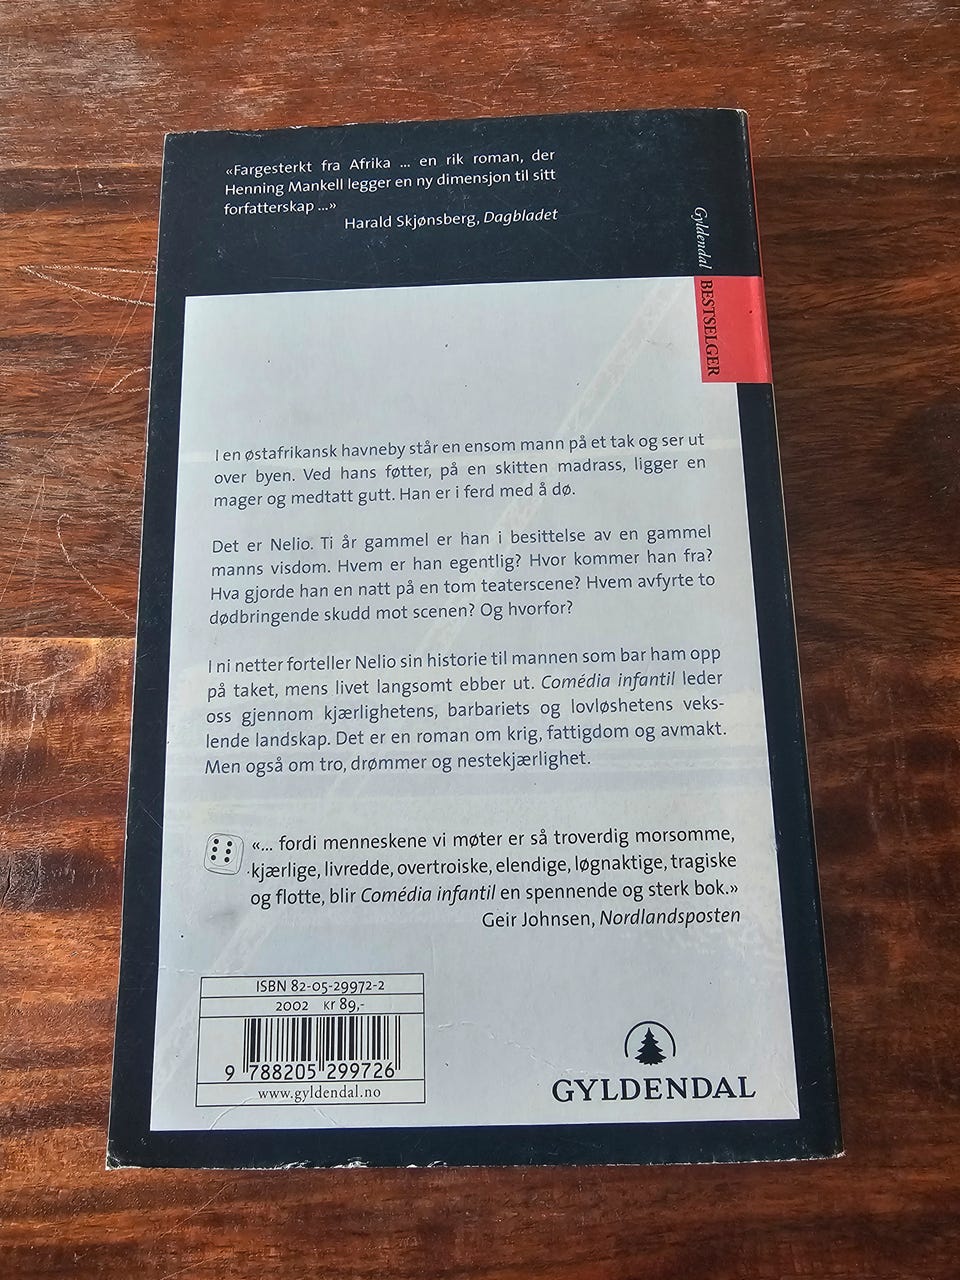 «Fargesterkt fra Afrika ... en rik roman, der
Henning Mankell legger en ny dimensjon til sitt
forfatterskap ...»
Harald Skjønsberg, Dagbladet
Gyldendal BESTSELGER
I en østafrikansk havneby står en ensom mann på et tak og ser ut
over byen. Ved hans føtter, på en skitten madrass, ligger en
mager og medtatt gutt. Han er i ferd med å dø.
Det er Nelio. Ti år gammel er han i besittelse av en gammel
manns visdom. Hvem er han egentlig? Hvor kommer han fra?
Hva gjorde han en natt på en tom teaterscene? Hvem avfyrte to
dødbringende skudd mot scenen? Og hvorfor?
I ni netter forteller Nelio sin historie til mannen som bar ham opp
på taket, mens livet langsomt ebber ut. Comédia infantil leder
oss gjennom kjærlighetens, barbariets og lovløshetens veks-
lende landskap. Det er en roman om krig, fattigdom og avmakt.
Men også om tro, drømmer og nestekjærlighet.
«... fordi menneskene vi møter er så troverdig morsomme,
kjærlige, livredde, overtroiske, elendige, løgnaktige, tragiske
og flotte, blir Comédia infantil en spennende og sterk bok.»
Geir Johnsen, Nordlandsposten
ISBN 82-05-29972-2
2002 kr 89,-
9 788205 299726
www.gyldendal.no
GYLDENDAL